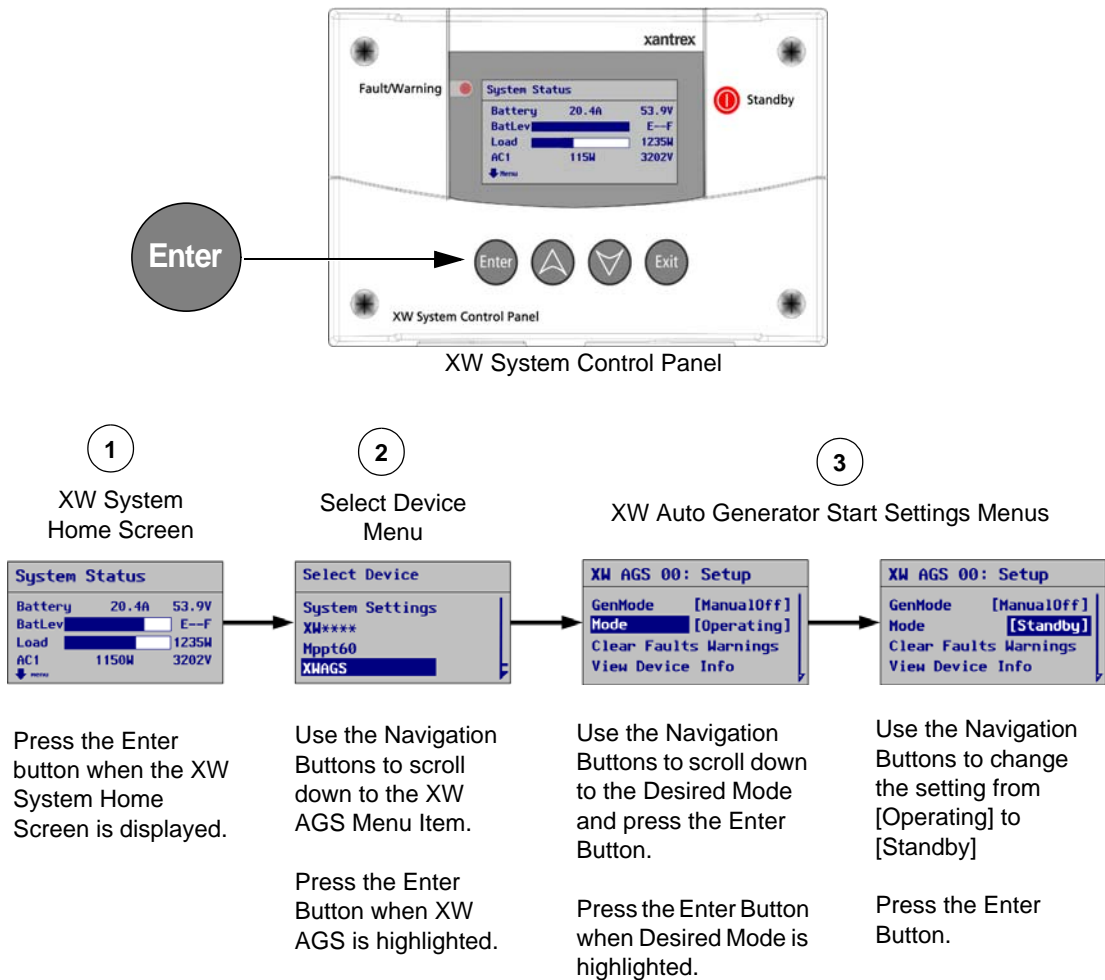 xantrex
Fault/Warning
System Status
Standby
Battery 20.4A 53.9V
BatLev E--F
Load 1235W
AC1 115W 3202V
Menu
Enter
Enter
Exit
XW System Control Panel
XW System Control Panel
1
XW System
Home Screen
System Status
Battery 20.4A 53.9V
BatLev E--F
Load 1235W
AC1 1150W 3202V
MENU
Press the Enter
button when the XW
System Home
Screen is displayed.
2
Select Device
Menu
Select Device
System Settings
XW****
Mppt60
XWAGS
Use the Navigation
Buttons to scroll
down to the XW
AGS Menu Item.
Press the Enter
Button when XW
AGS is highlighted.
3
XW Auto Generator Start Settings Menus
XW AGS 00: Setup
GenMode [ManualOff]
Mode [Operating]
Clear Faults Warnings
View Device Info
Use the Navigation
Buttons to scroll down
to the Desired Mode
and press the Enter
Button.
Press the Enter Button
when Desired Mode is
highlighted.
XW AGS 00: Setup
GenMode [ManualOff]
Mode [Standby]
Clear Faults Warnings
View Device Info
Use the Navigation
Buttons to change
the setting from
[Operating] to
[Standby]
Press the Enter
Button.